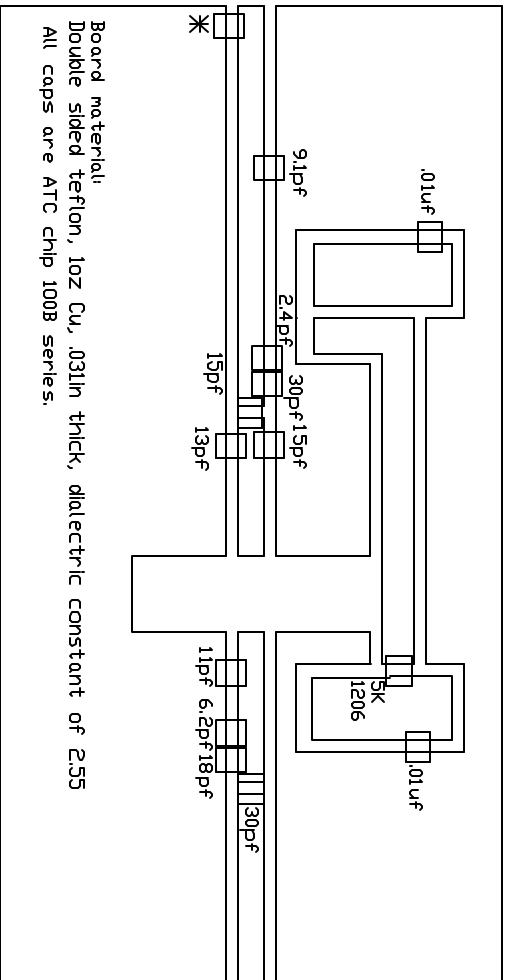 Board material:
Double sided teflon, 1oz Cu, .031in thick, dialectric constant of 2.55
All caps are ATC chip 100B series.
*
9.1pf
.01uf
2.4pf
15pf
30pf
15pf
13pf
11pf
6.2pf
18pf
30pf
5K
1206
.01uf